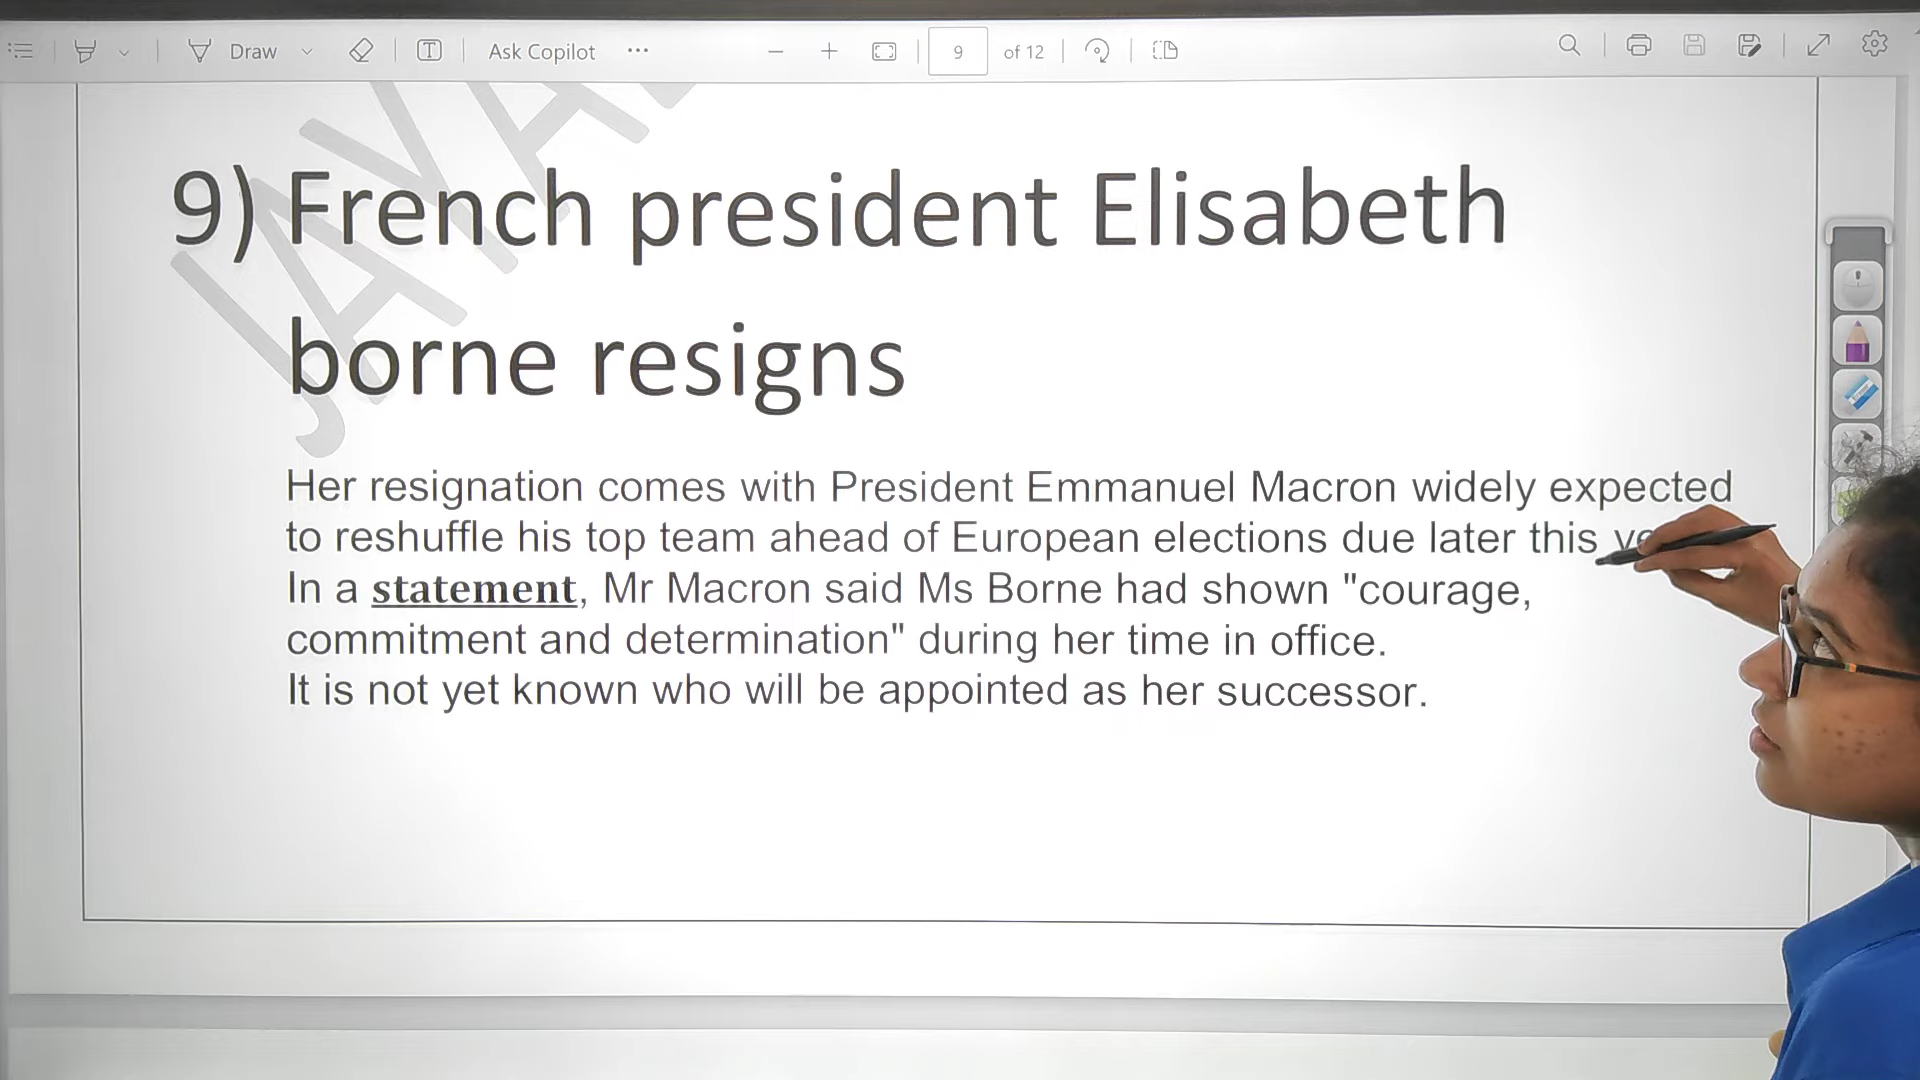 Draw
Ask Copilot
9 of 12
JAYA
9) French president Elisabeth
borne resigns
Her resignation comes with President Emmanuel Macron widely expected
to reshuffle his top team ahead of European elections due later this
In a statement, Mr Macron said Ms Borne had shown "courage,
commitment and determination" during her time in office.
It is not yet known who will be appointed as her successor.